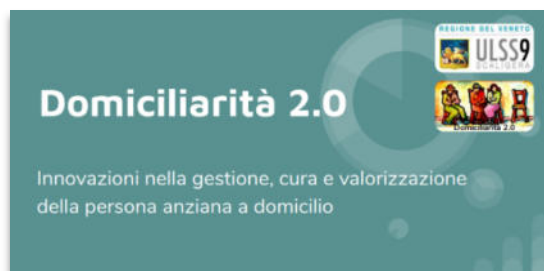 REGIONE DEL VENETO
ULSS9
SCALIGERA
Domiciliarità 2.0
Domiciliarità 2.0
Innovazioni nella gestione, cura e valorizzazione
della persona anziana a domicilio